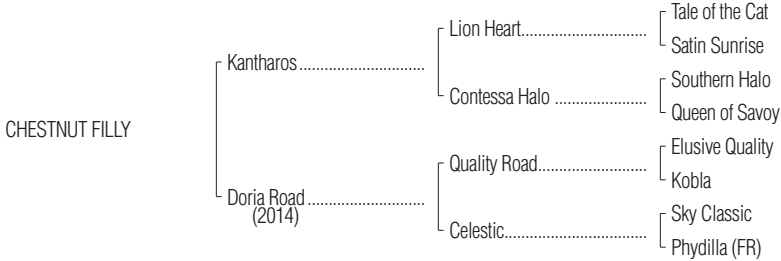 Tale of the Cat
Lion Heart..............................
Satin Sunrise
Kantharos..............................
Southern Halo
Contessa Halo ......................
Queen of Savoy
CHESTNUT FILLY
Elusive Quality
Quality Road..........................
Kobla
Doria Road............................
(2014)
Sky Classic
Celestic..................................
Phydilla (FR)